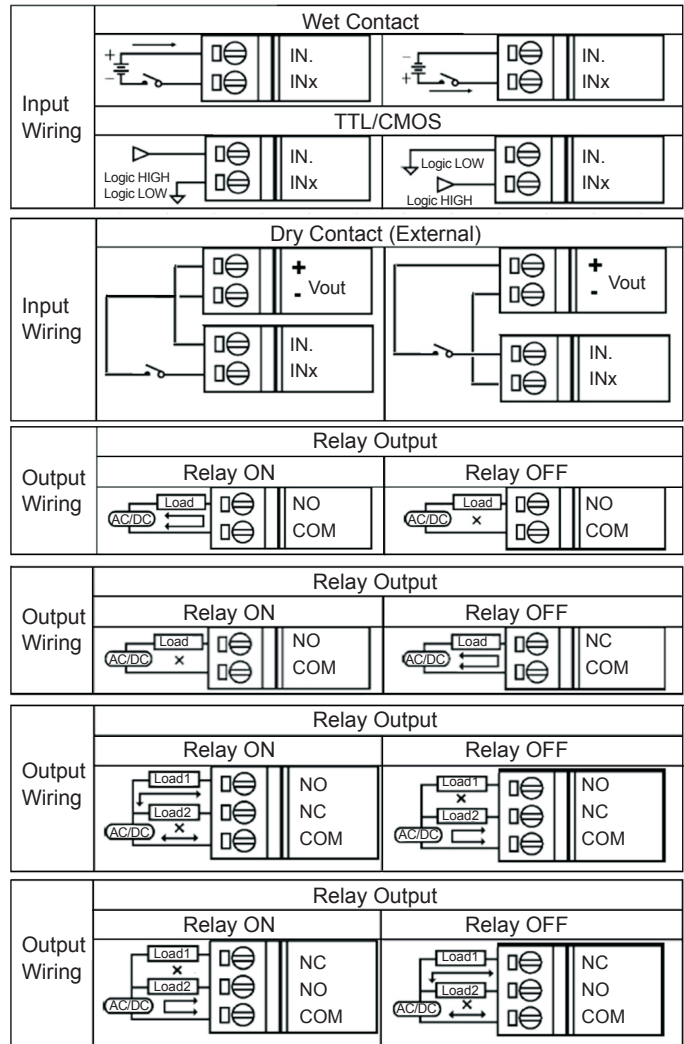 Wet Contact
Input
Wiring
+
-
IN.
INx
-
+
IN.
INx
TTL/CMOS
Logic HIGH
Logic LOW
IN.
INx
Logic LOW
Logic HIGH
IN.
INx
Dry Contact (External)
Input
Wiring
+
- Vout
IN.
INx
+
- Vout
IN.
INx
Relay Output
Output
Wiring
Relay ON
Relay OFF
Load
AC/DC
NO
COM
Load
AC/DC
×
NO
COM
Relay Output
Output
Wiring
Relay ON
Relay OFF
Load
AC/DC
×
NO
COM
Load
AC/DC
NC
COM
Relay Output
Output
Wiring
Relay ON
Relay OFF
Load1
Load2
×
AC/DC
NO
NC
COM
Load1
×
Load2
AC/DC
NO
NC
COM
Relay Output
Output
Wiring
Relay ON
Relay OFF
Load1
×
Load2
AC/DC
NC
NO
COM
Load1
Load2
×
AC/DC
NC
NO
COM